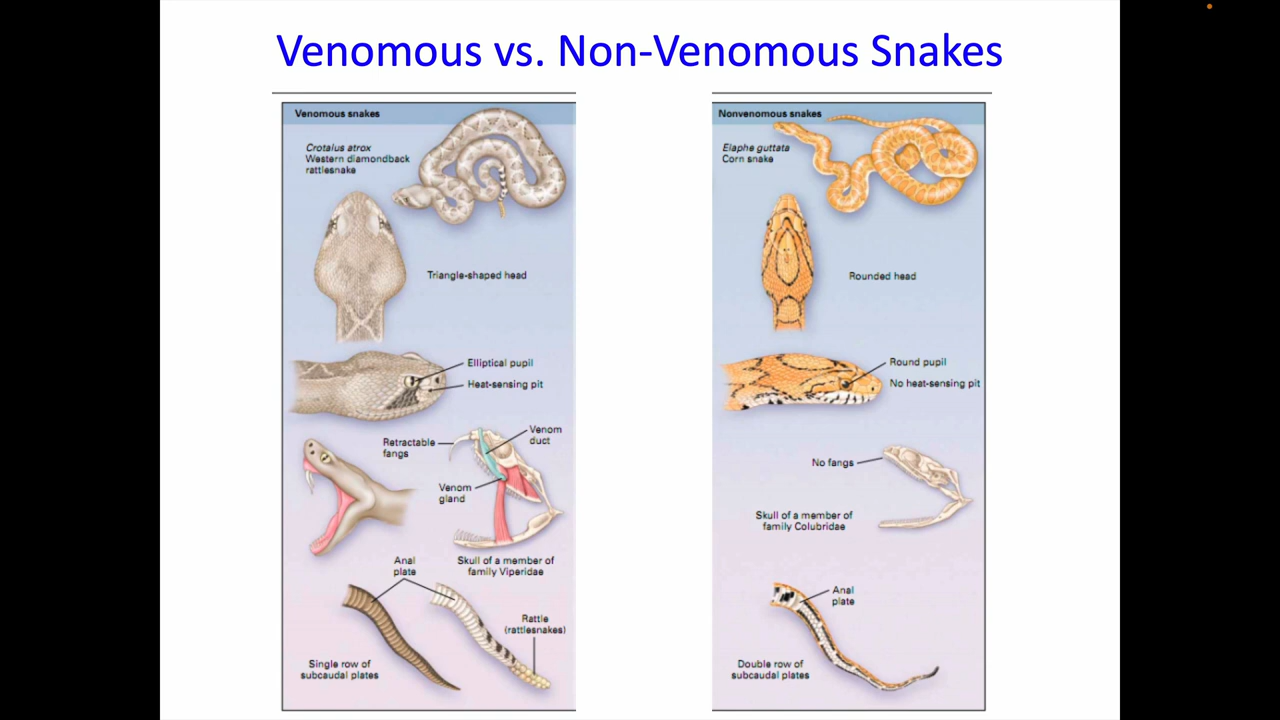 Venomous vs. Non-Venomous Snakes
Venomous snakes
Crotalus atrox
Western diamondback
rattlesnake
Triangle-shaped head
Elliptical pupil
Heat-sensing pit
Retractable
fangs
Venom
duct
Venom
gland
Skull of a member of
family Viperidae
Anal
plate
Rattle
(rattlesnakes)
Single row of
subcaudal plates
Nonvenomous snakes
Elaphe guttata
Corn snake
Rounded head
Round pupil
No heat-sensing pit
No fangs
Skull of a member of
family Colubridae
Anal
plate
Double row of
subcaudal plates